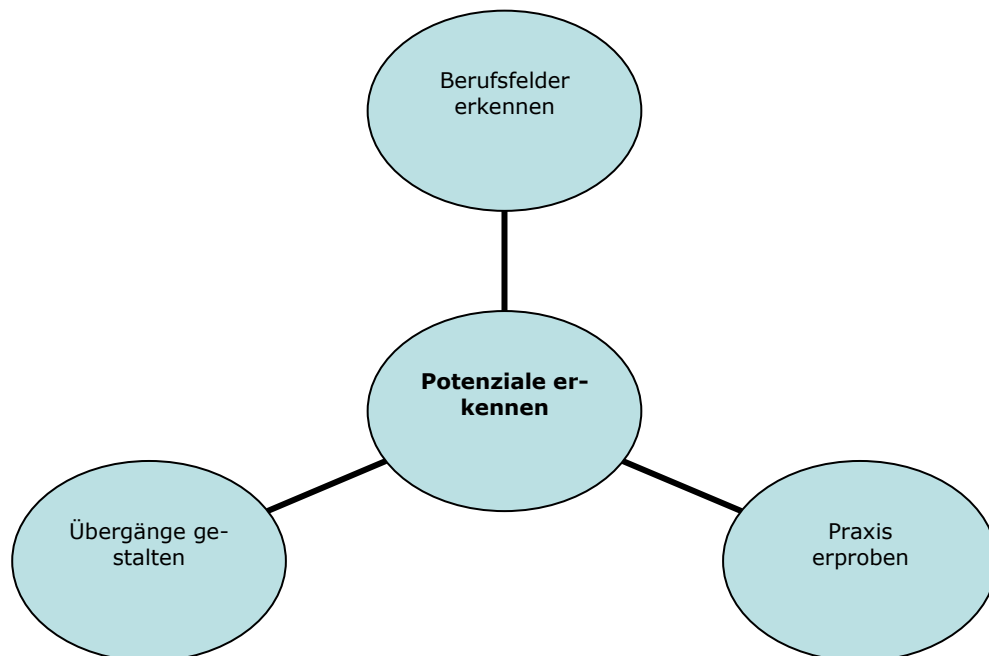 Berufsfelder
erkennen
Potenziale er-
kennen
Übergänge ge-
stalten
Praxis
erproben